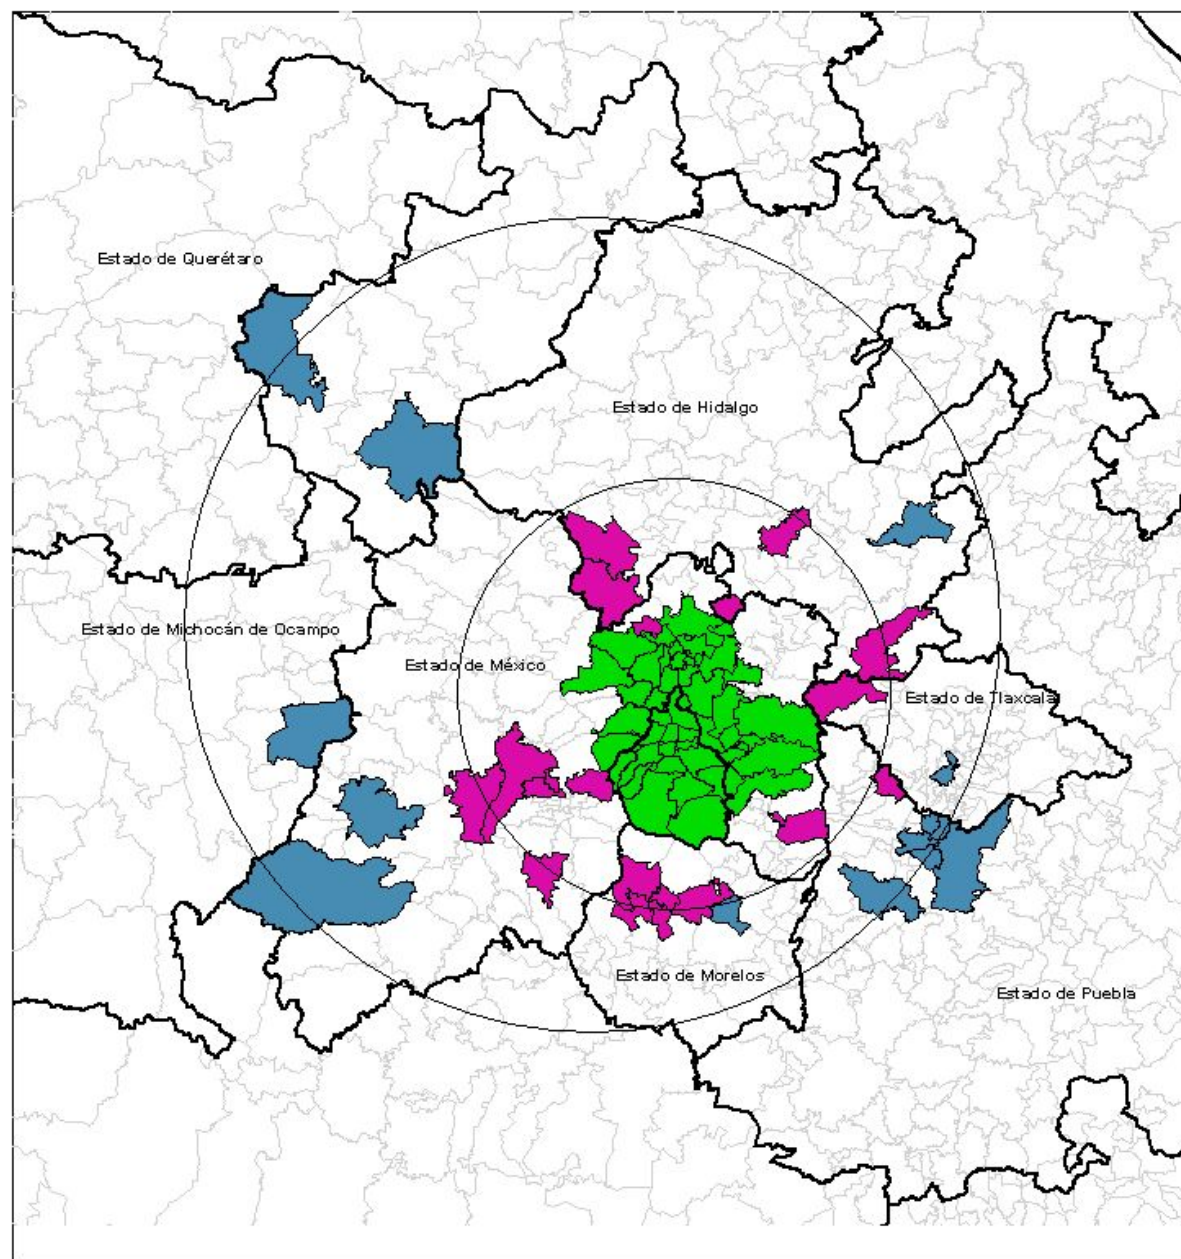 Estado de Querétaro
Estado de Hidalgo
Estado de Michocán de Ocampo
Estado de México
Estado de Tlaxcala
Estado de Morelos
Estado de Puebla